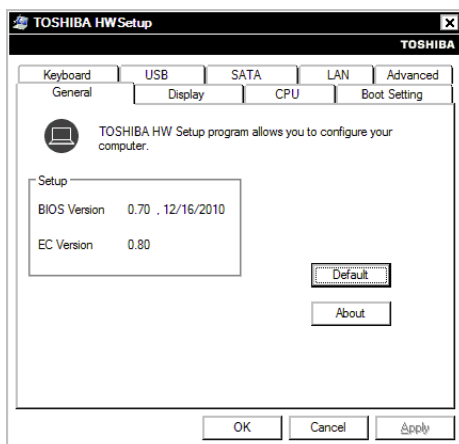 TOSHIBA HWSetup
TOSHIBA
Keyboard USB SATA LAN Advanced
General Display CPU Boot Setting
TOSHIBA HW Setup program allows you to configure your
computer.
Setup
BIOS Version 0.70 , 12/16/2010
EC Version 0.80
Default
About
OK Cancel Apply